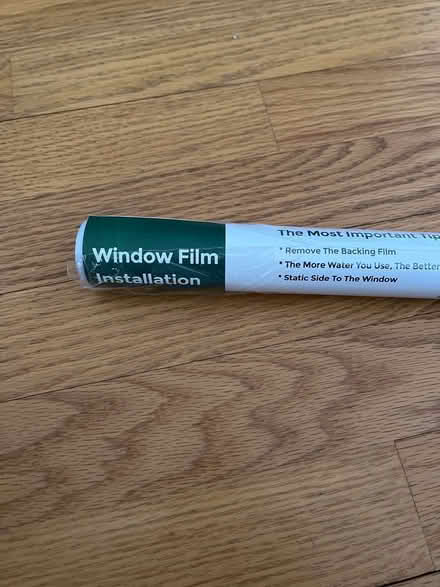 Window Film
Installation
The Most Important Tip
* Remove The Backing Film
* The More Water You Use, The Better
* Static Side To The Window